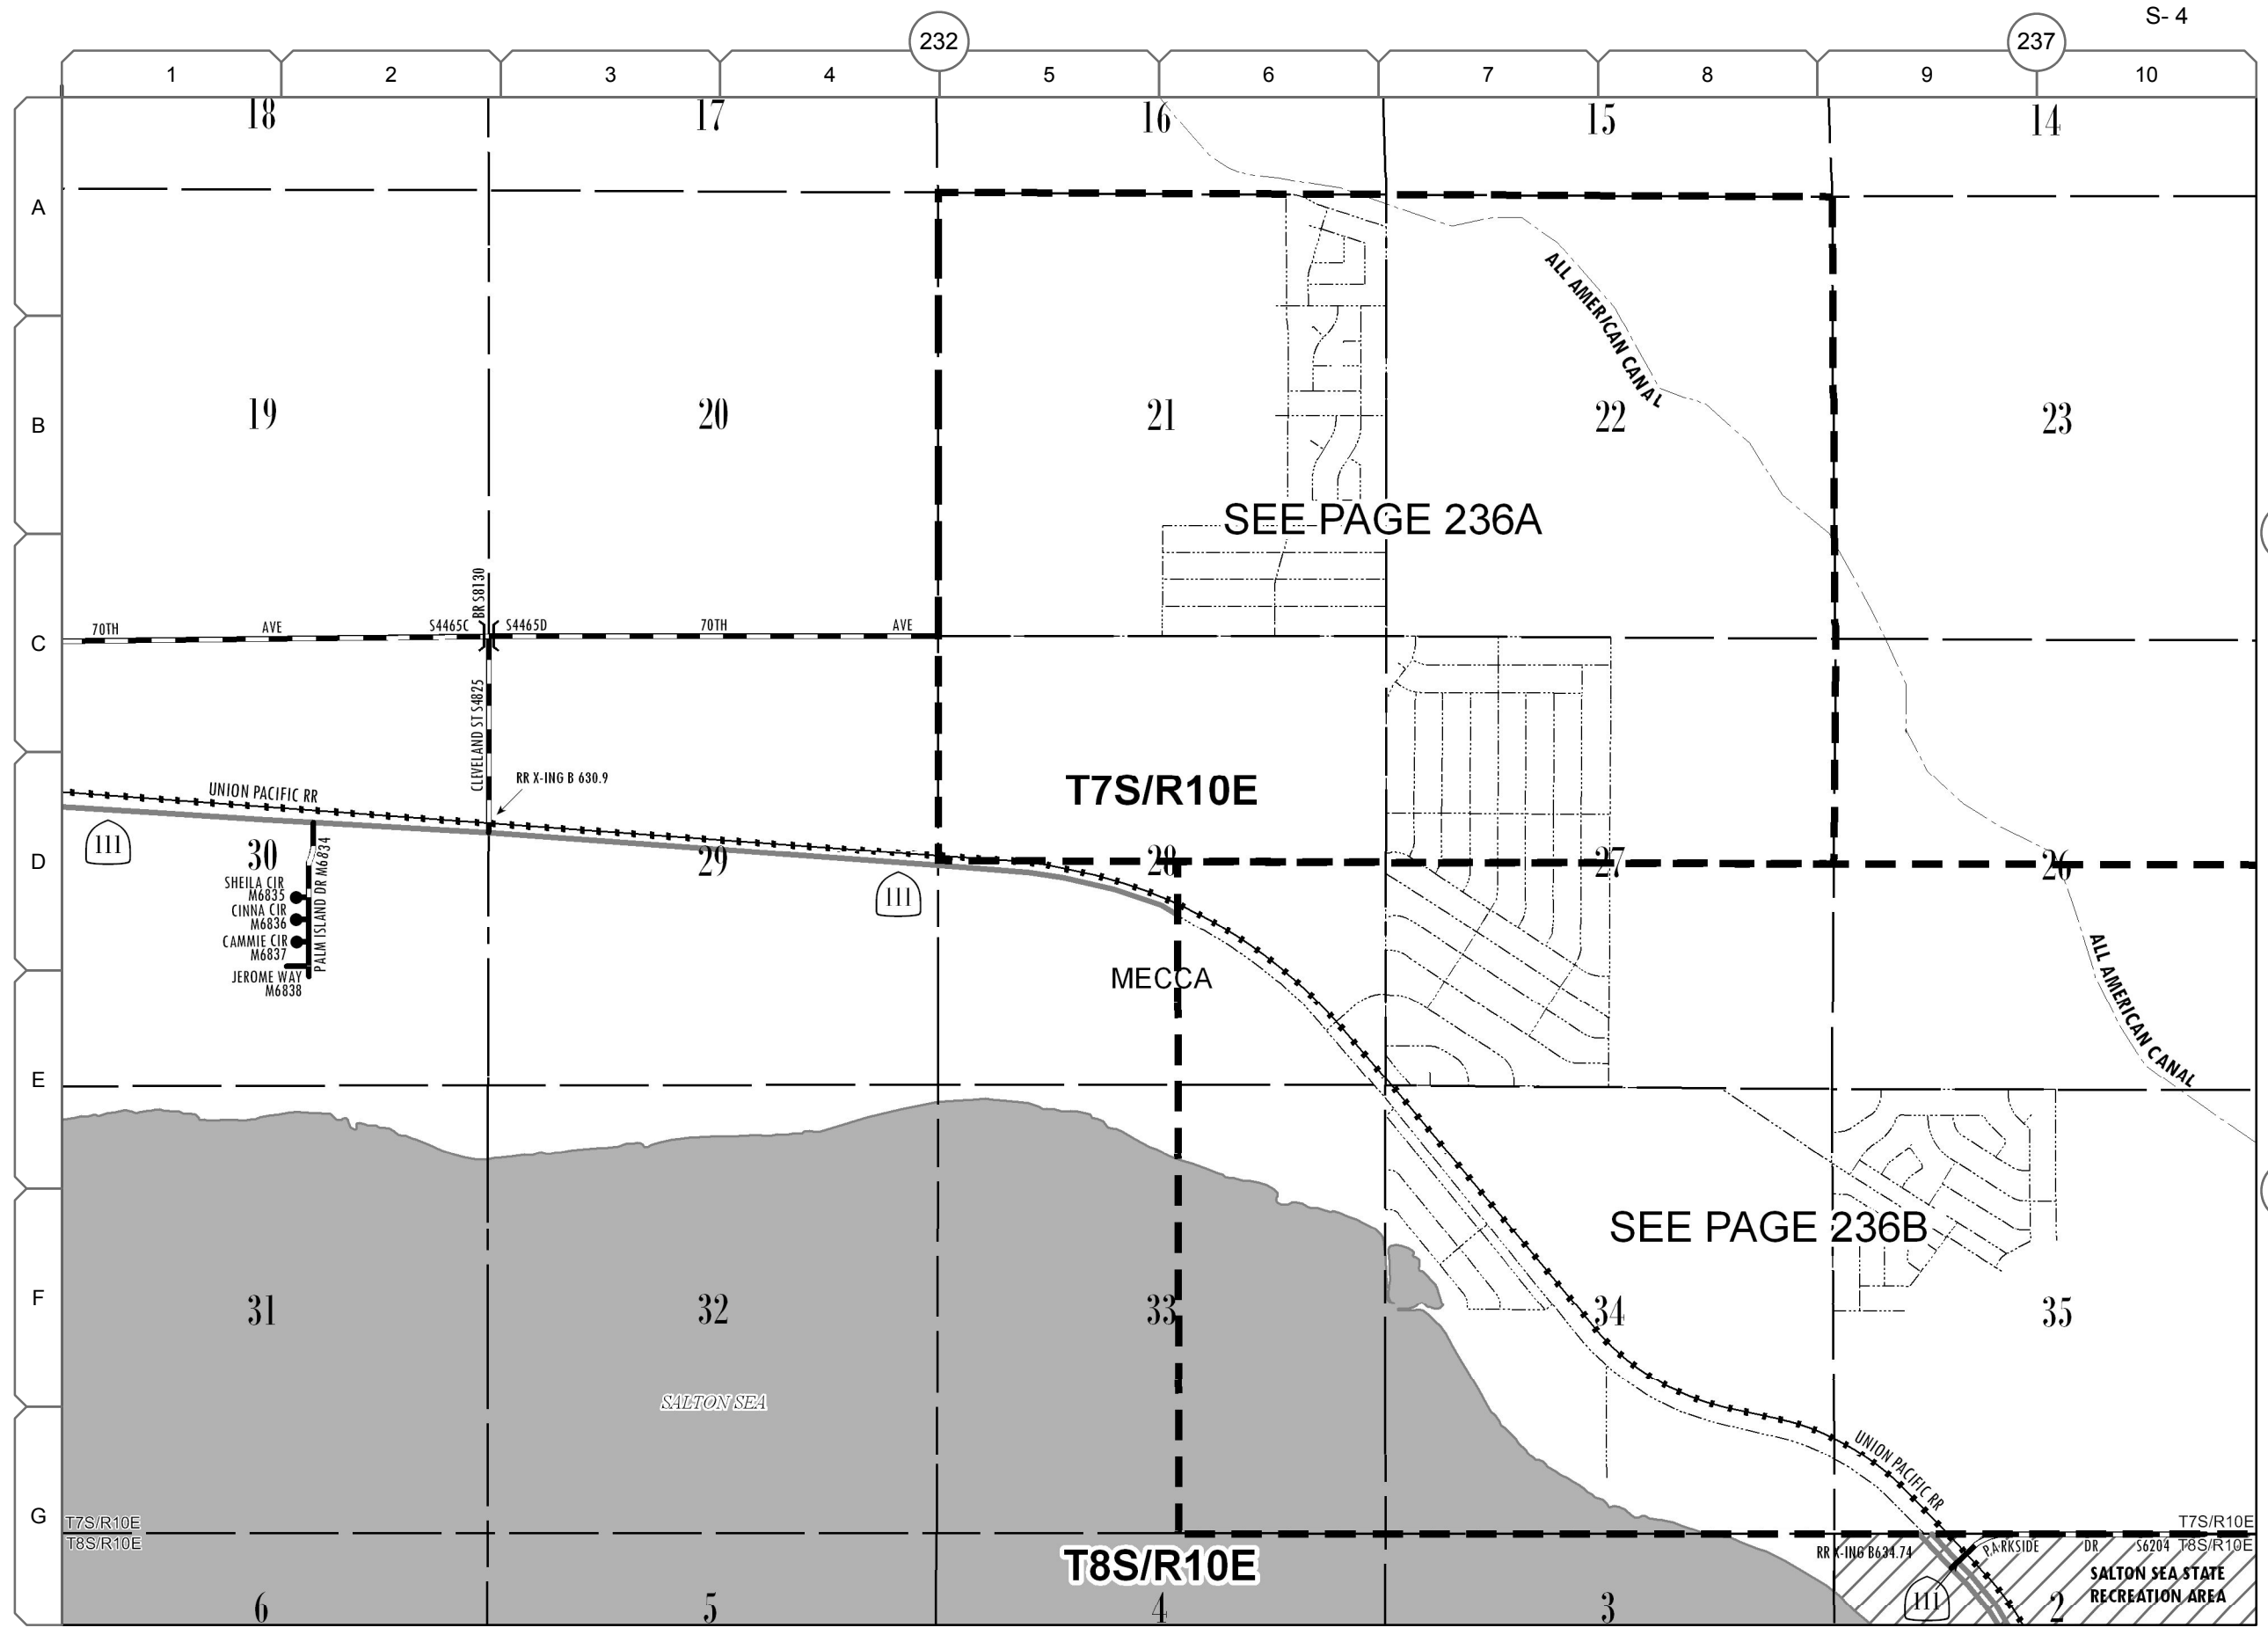 S- 4
232
237
1 2 3 4 5 6 7 8 9 10
18 17 16 15 14
A
ALL AMERICAN CANAL
B
19 20 21 22 23
SEE PAGE 236A
BR S8130
C
70TH AVE S4465C S4465D 70TH AVE
CLEVELAND ST S4825
RR X-ING B 630.9
T7S/R10E
UNION PACIFIC RR
111
D
30 29 28 27 26
111
PALM ISLAND DR M6834
SHEILA CIR
M6835
CINNA CIR
M6836
CAMMIE CIR
M6837
JEROME WAY
M6838
MECCA
ALL AMERICAN CANAL
E
SEE PAGE 236B
F
31 32 33 34 35
SALTON SEA
UNION PACIFIC RR
G
T7S/R10E
T8S/R10E
T7S/R10E
T8S/R10E
T8S/R10E
RR X-ING B634.74
PARKSIDE DR S6204
SALTON SEA STATE
RECREATION AREA
111
6 5 4 3 2